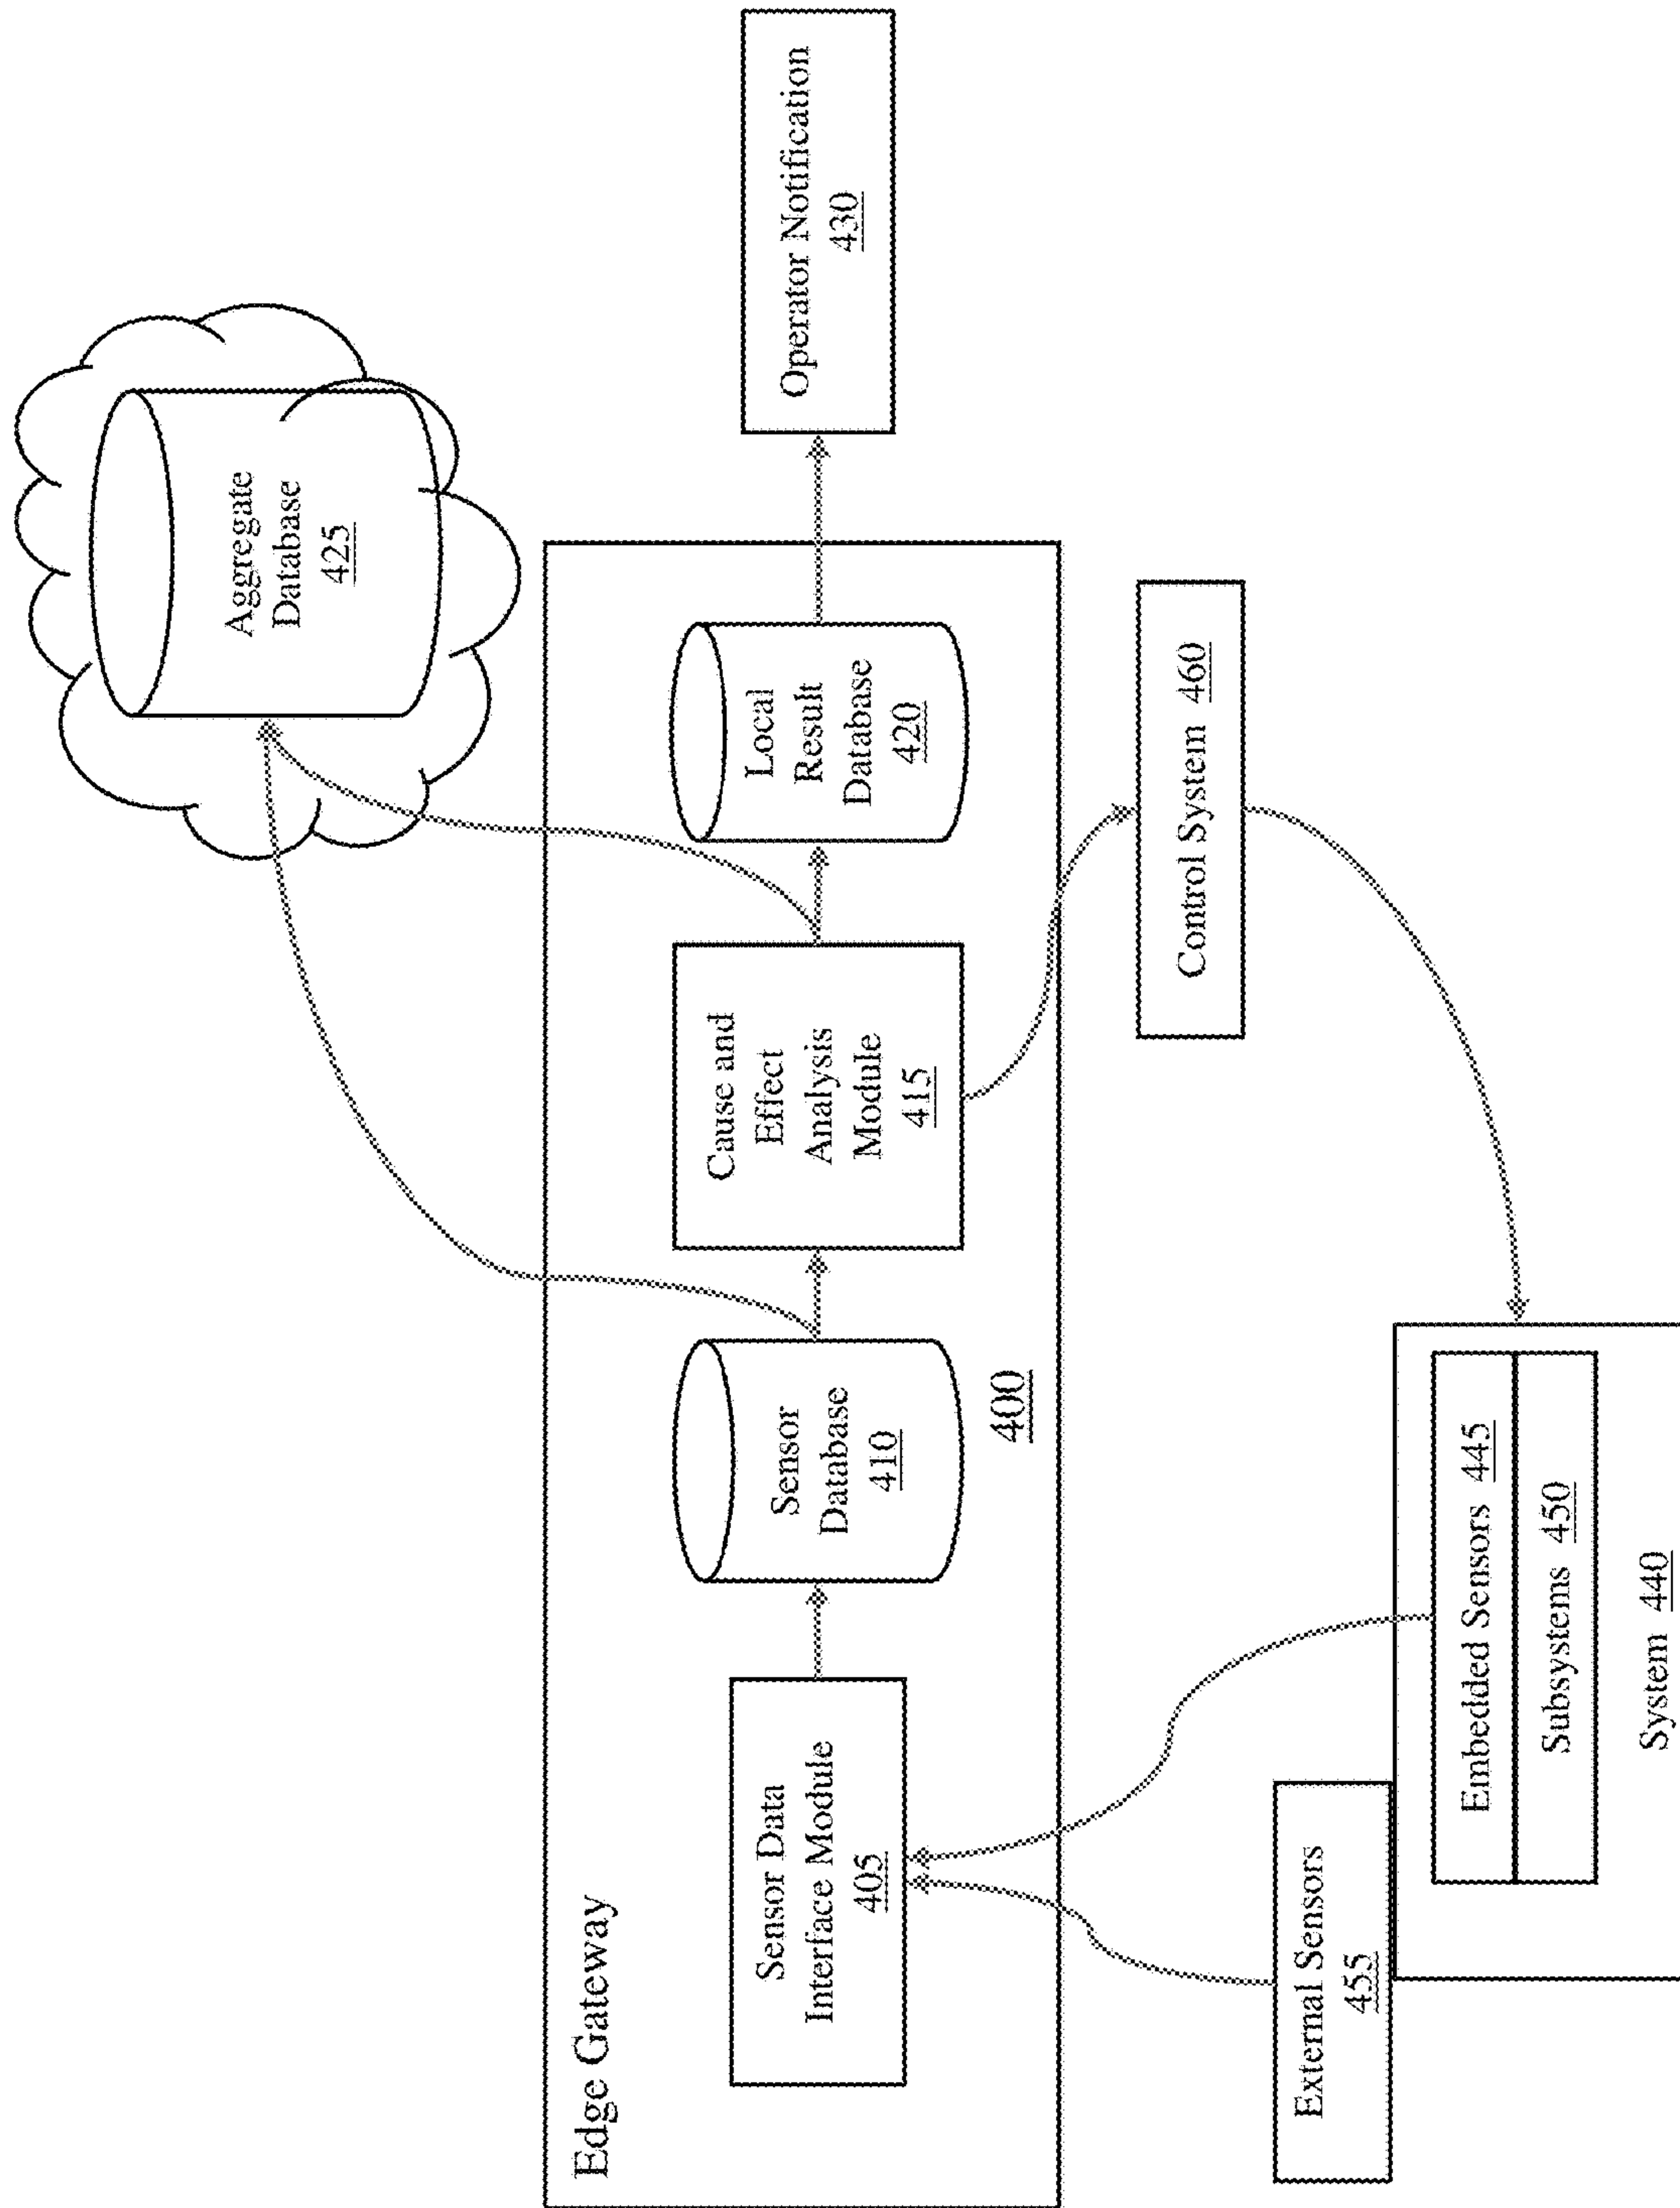 Aggregate
Database
425
Edge Gateway
Sensor Data
Interface Module
405
Sensor
Database
410
Cause and
Effect
Analysis
Module
415
Local
Result
Database
420
Operator Notification
430
400
Control System 460
External Sensors
455
Embedded Sensors 445
Subsystems 450
System 440